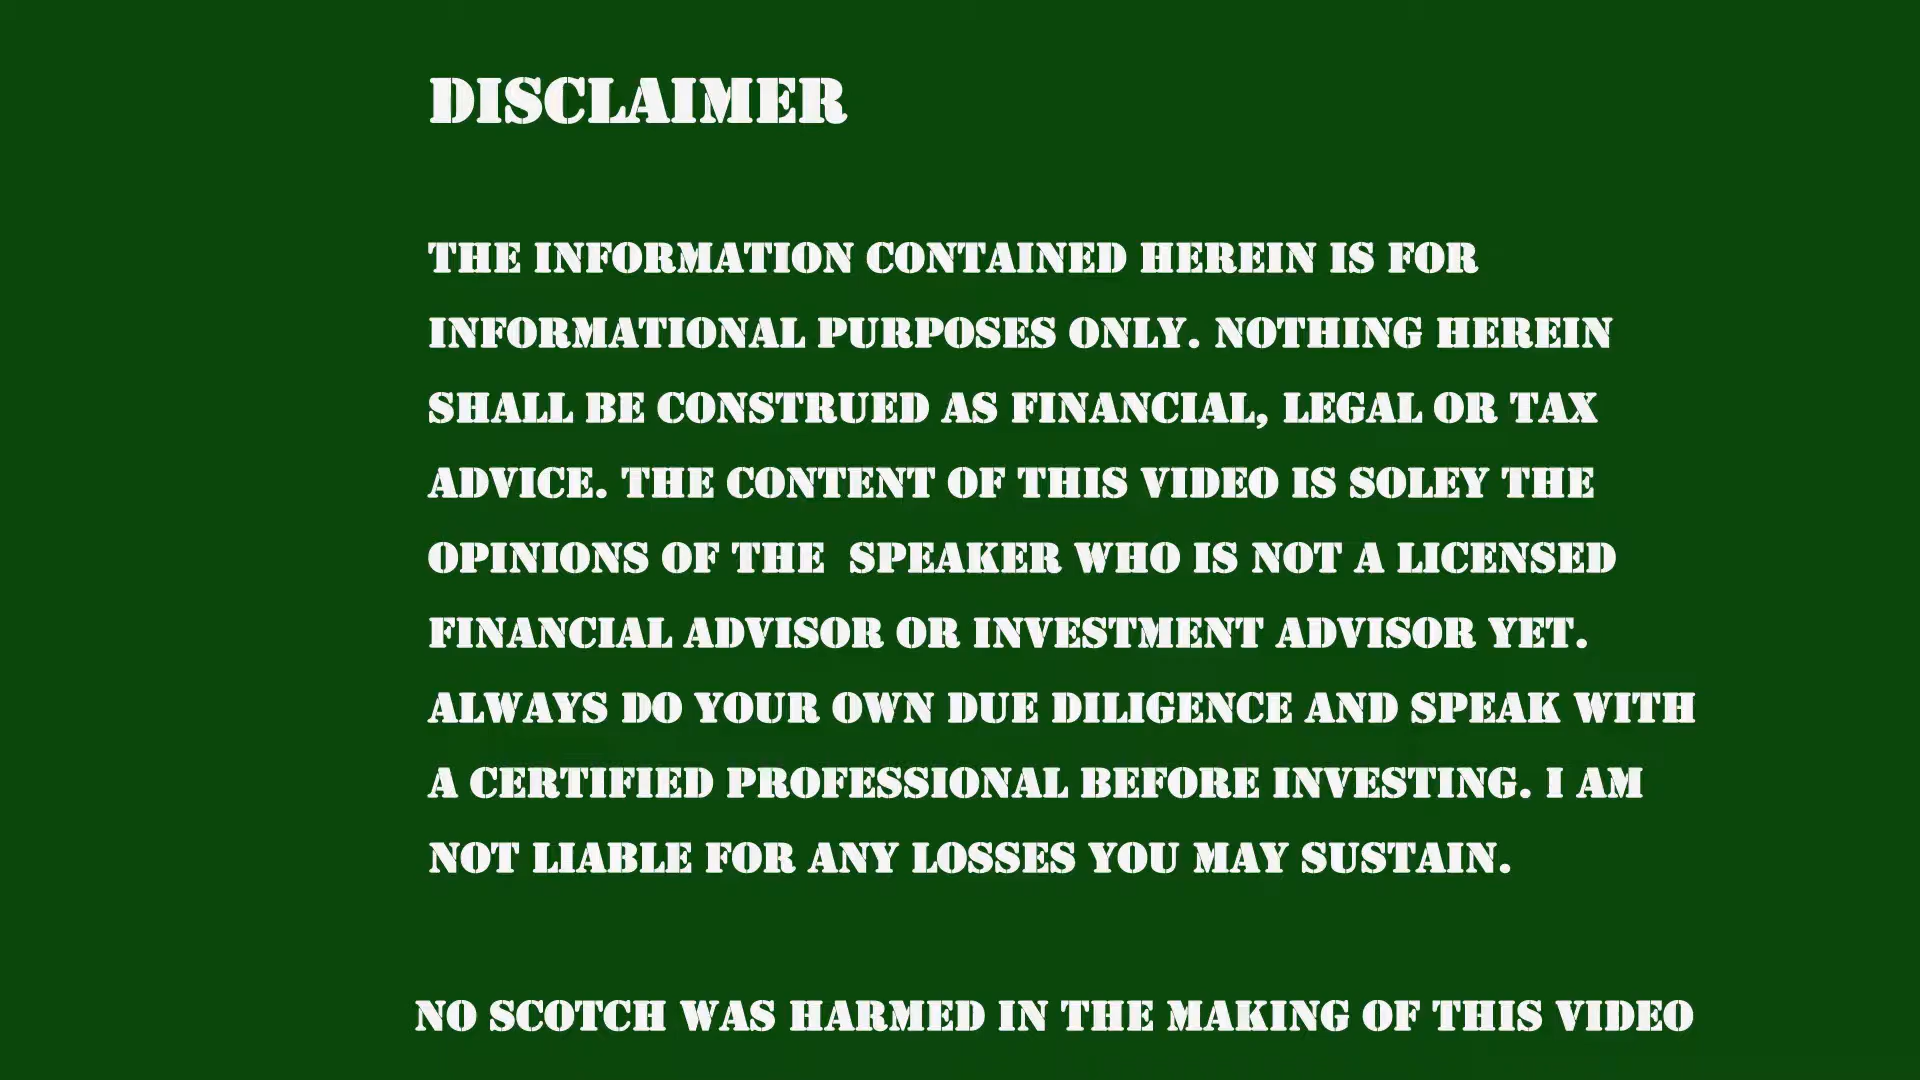 DISCLAIMER
THE INFORMATION CONTAINED HEREIN IS FOR
INFORMATIONAL PURPOSES ONLY. NOTHING HEREIN
SHALL BE CONSTRUED AS FINANCIAL, LEGAL OR TAX
ADVICE. THE CONTENT OF THIS VIDEO IS SOLEY THE
OPINIONS OF THE  SPEAKER WHO IS NOT A LICENSED
FINANCIAL ADVISOR OR INVESTMENT ADVISOR YET.
ALWAYS DO YOUR OWN DUE DILIGENCE AND SPEAK WITH
A CERTIFIED PROFESSIONAL BEFORE INVESTING. I AM
NOT LIABLE FOR ANY LOSSES YOU MAY SUSTAIN.
NO SCOTCH WAS HARMED IN THE MAKING OF THIS VIDEO